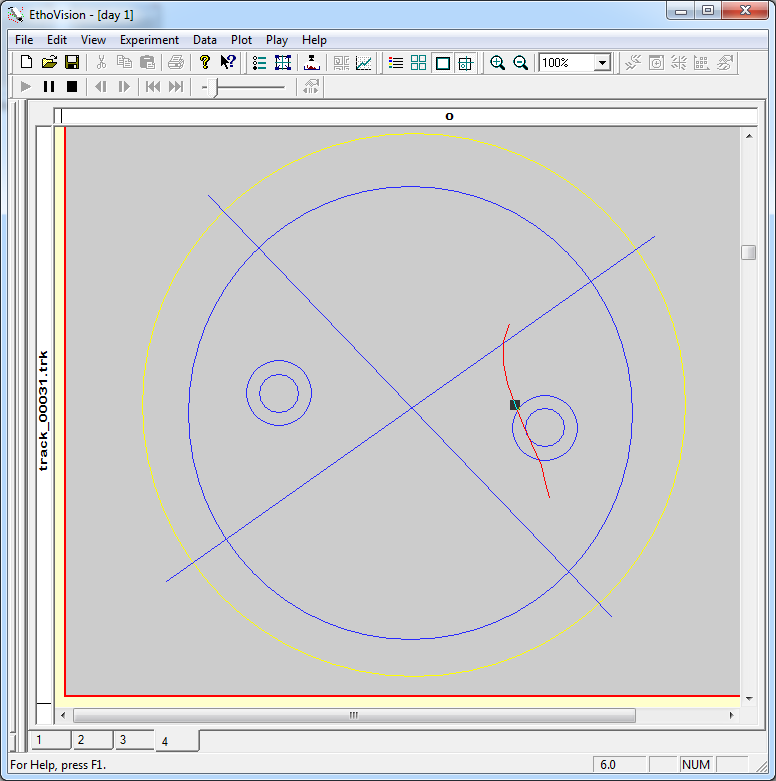 EthoVision - [day 1]
File Edit View Experiment Data Plot Play Help
100%
o
track_00031.trk
1 2 3 4
For Help, press F1. 6.0 NUM